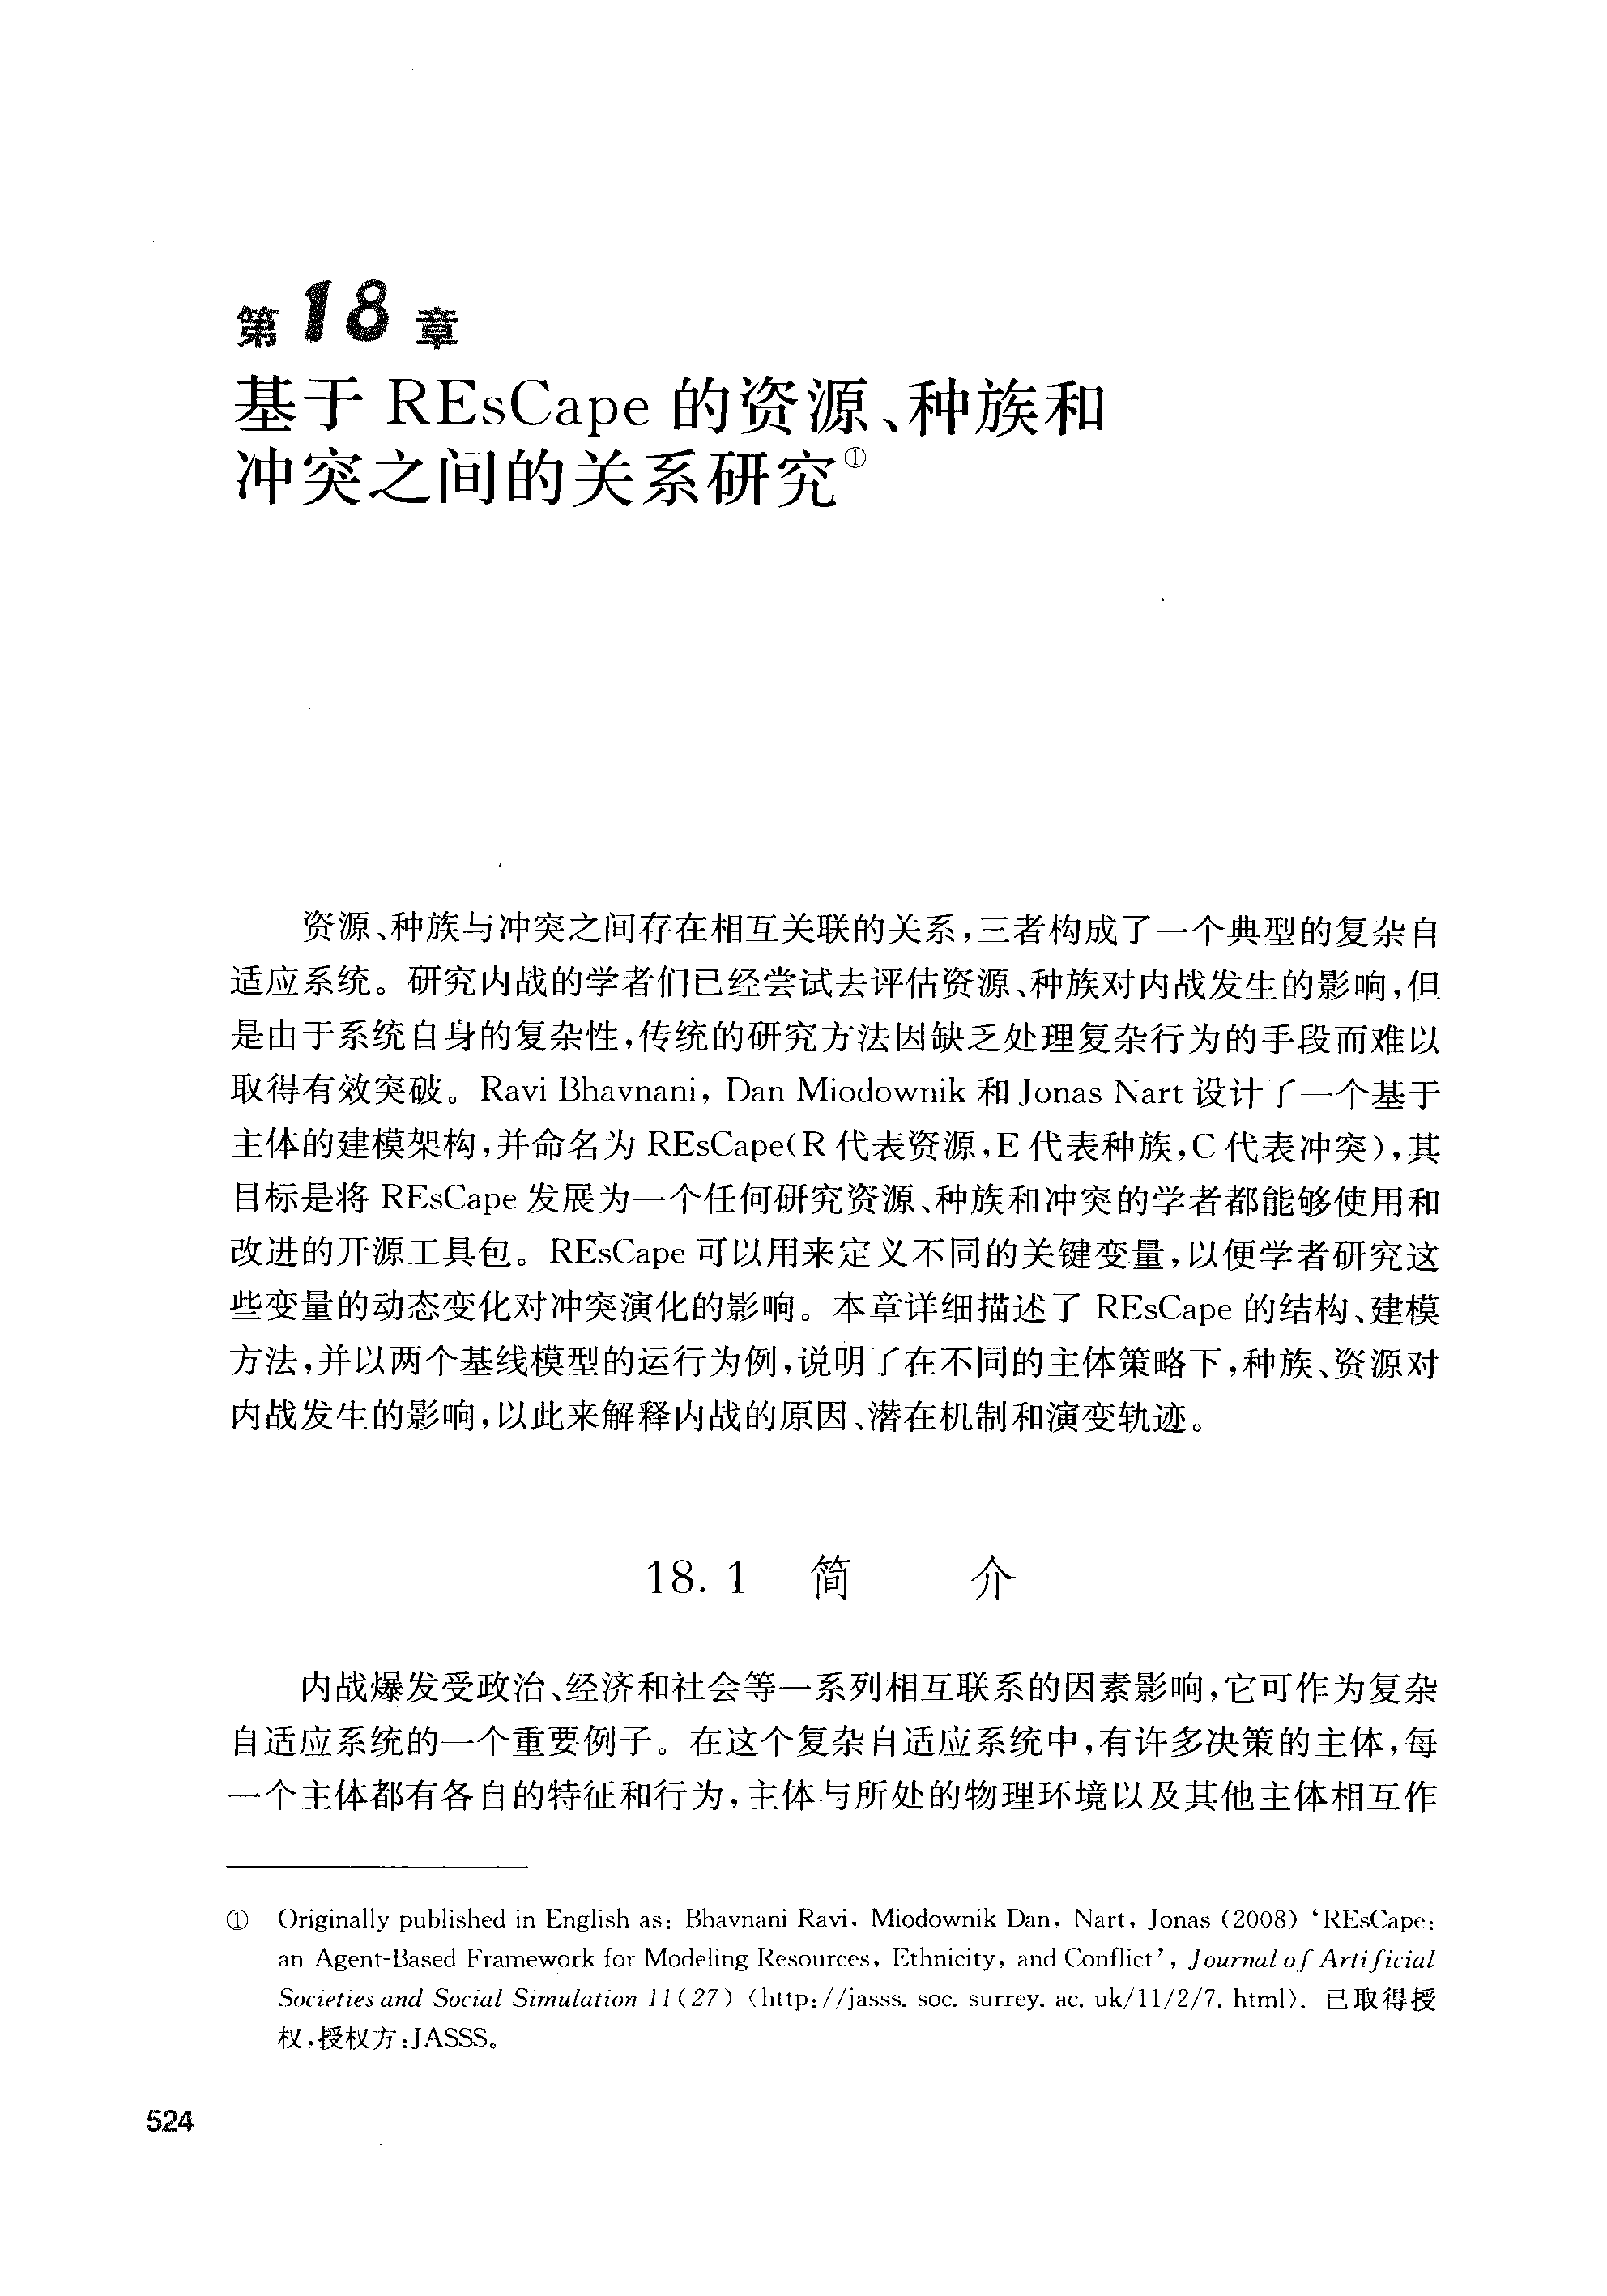 第18章
基于 REsCape 的资源、种族和
冲突之间的关系研究①
资源、种族与冲突之间存在相互关联的关系,三者构成了一个典型的复杂自
适应系统。研究内战的学者们已经尝试去评估资源、种族对内战发生的影响,但
是由于系统自身的复杂性,传统的研究方法因缺乏处理复杂行为的手段而难以
取得有效突破。Ravi Bhavnani, Dan Miodownik 和 Jonas Nart 设计了一个基于
主体的建模架构,并命名为 REsCape(R 代表资源,E 代表种族,C 代表冲突),其
目标是将 REsCape 发展为一个任何研究资源、种族和冲突的学者都能够使用和
改进的开源工具包。REsCape 可以用来定义不同的关键变量,以便学者研究这
些变量的动态变化对冲突演化的影响。本章详细描述了 REsCape 的结构、建模
方法,并以两个基线模型的运行为例,说明了在不同的主体策略下,种族、资源对
内战发生的影响,以此来解释内战的原因、潜在机制和演变轨迹。
18.1 简 介
内战爆发受政治、经济和社会等一系列相互联系的因素影响,它可作为复杂
自适应系统的一个重要例子。在这个复杂自适应系统中,有许多决策的主体,每
一个主体都有各自的特征和行为,主体与所处的物理环境以及其他主体相互作
① Originally published in English as: Bhavnani Ravi, Miodownik Dan, Nart, Jonas (2008) ‘REsCape:
an Agent-Based Framework for Modeling Resources, Ethnicity, and Conflict’, Journal of Artificial
Societies and Social Simulation 11(27) 〈http://jasss. soc. surrey. ac. uk/11/2/7. html〉. 已取得授
权,授权方:JASSS。
524